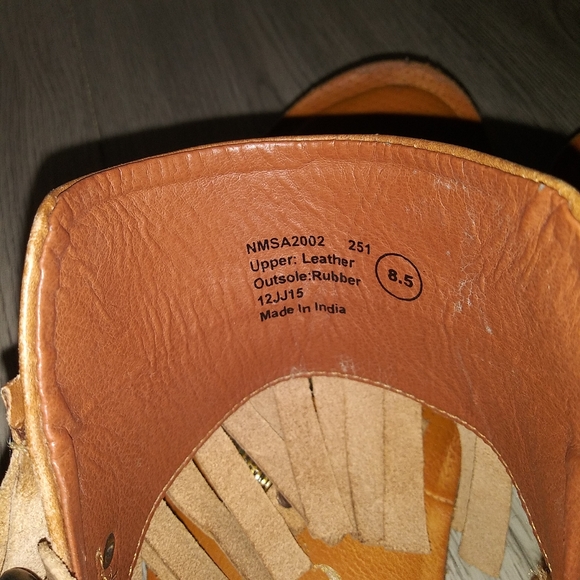 NMSA2002 251
Upper: Leather
Outsole:Rubber
12JJ15
Made In India
8.5